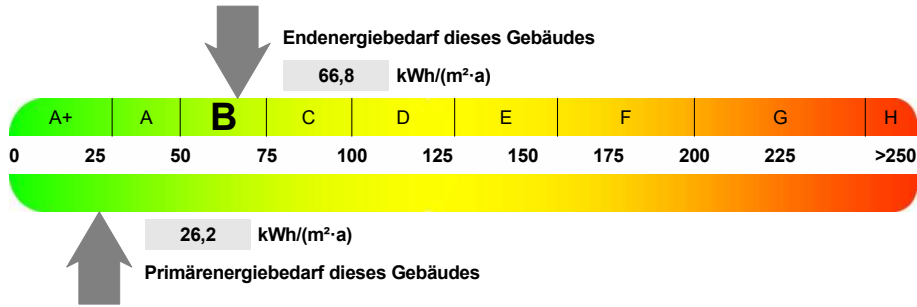 Endenergiebedarf dieses Gebäudes
66,8 kWh/(m²·a)
A+ A B C D E F G H
0 25 50 75 100 125 150 175 200 225 >250
26,2 kWh/(m²·a)
Primärenergiebedarf dieses Gebäudes